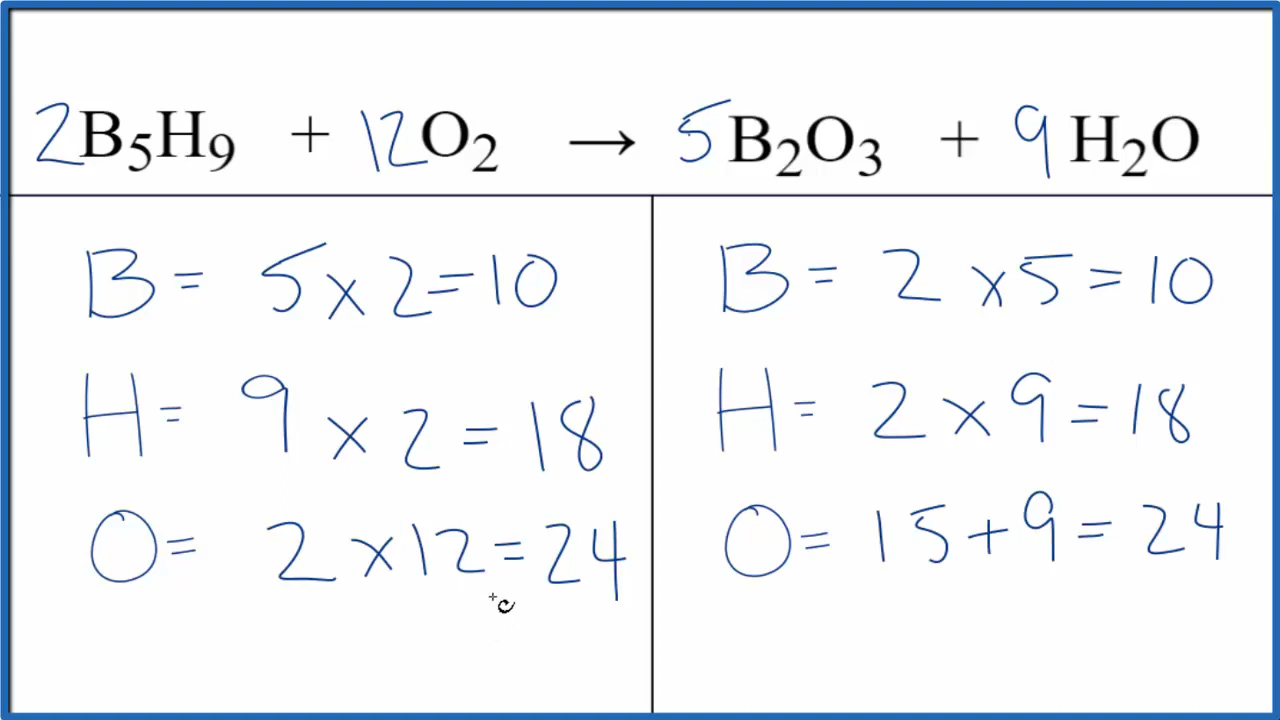 2B₅H₉ + 12O₂ → 5B₂O₃ + 9H₂O
B = 5 x 2 = 10
H = 9 x 2 = 18
O = 2 x 12 = 24
B = 2 x 5 = 10
H = 2 x 9 = 18
O = 15 + 9 = 24